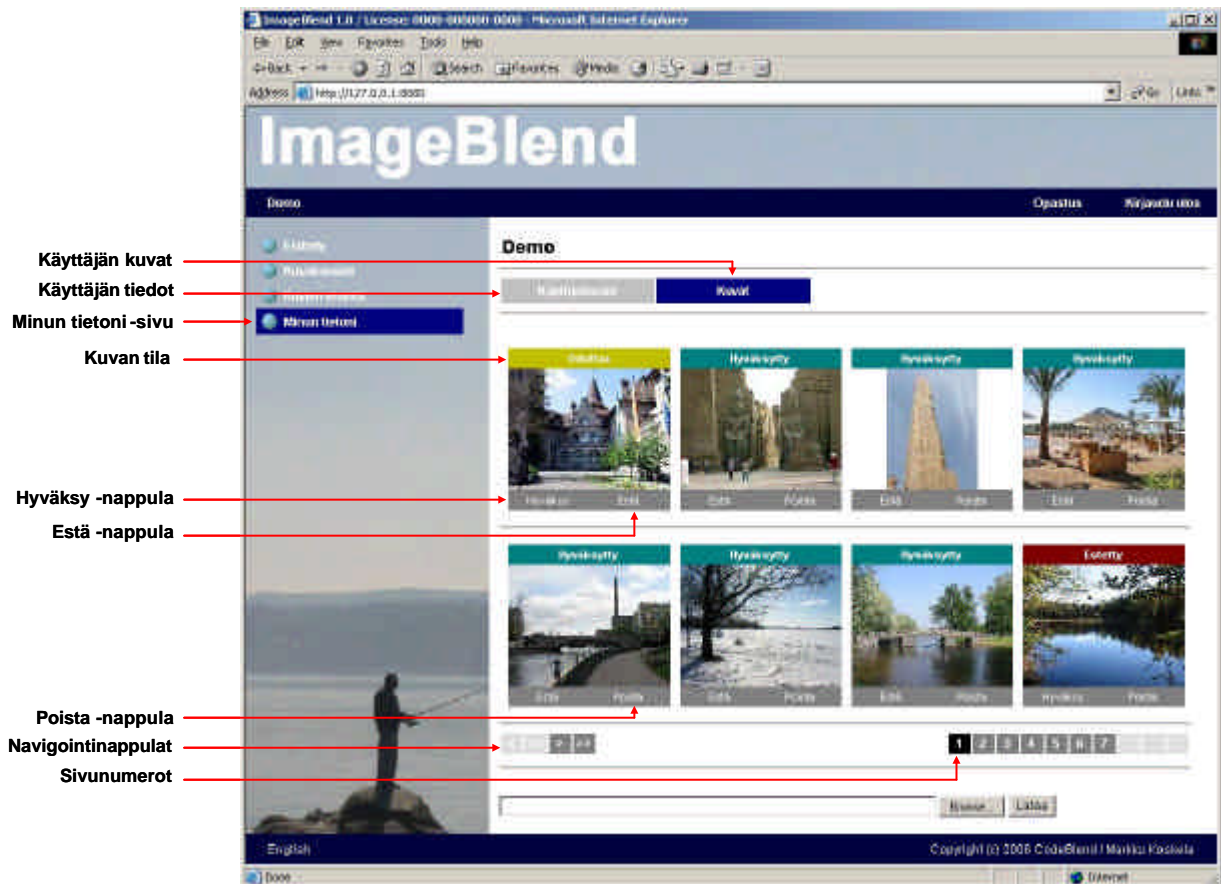 ImageBlend 1.0 / License: 0000-000000-0000 - Microsoft Internet Explorer
File Edit View Favorites Tools Help
Back Search Favorites Media
Address http://127.0.0.1:8080
Go Links
ImageBlend
Demo Opastus Kirjaudu ulos
Demo
Käyttäjän kuvat
Käyttäjän tiedot
Kuvat
Minun tietoni -sivu
Minun tietoni
Kuvan tila
Odottaa Hyväksytty Hyväksytty Hyväksytty
Hyväksy -nappula
Hyväksy Estä Estä Poista Estä Poista Estä Poista
Estä -nappula
Hyväksytty Hyväksytty Hyväksytty Estetty
Estä Poista Estä Poista Estä Poista Hyväksy Poista
Poista -nappula
Navigointinappulat
> >> 1 2 3 4 5 6 7
Sivunumerot
Browse... Lataa
English Copyright (c) 2006 CodeBlend / Markku Koskela
Done Internet